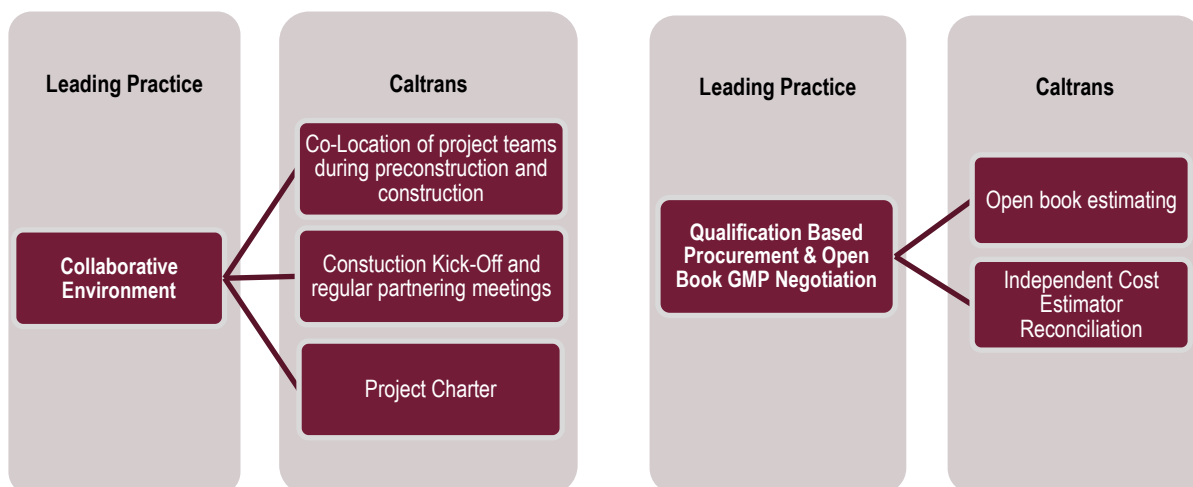 Leading Practice
Caltrans
Co-Location of project teams
during preconstruction and
construction
Collaborative
Environment
Constuction Kick-Off and
regular partnering meetings
Project Charter
Leading Practice
Caltrans
Qualification Based
Procurement & Open
Book GMP Negotiation
Open book estimating
Independent Cost
Estimator
Reconciliation